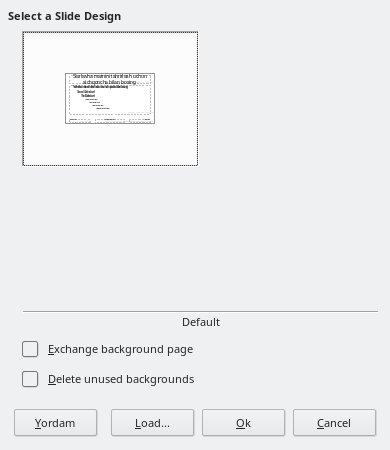 Select a Slide Design
Sarlavha matnini tahrirlash uchun
sichqoncha bilan bosing
Default
Exchange background page
Delete unused backgrounds
Yordam
Load...
Ok
Cancel